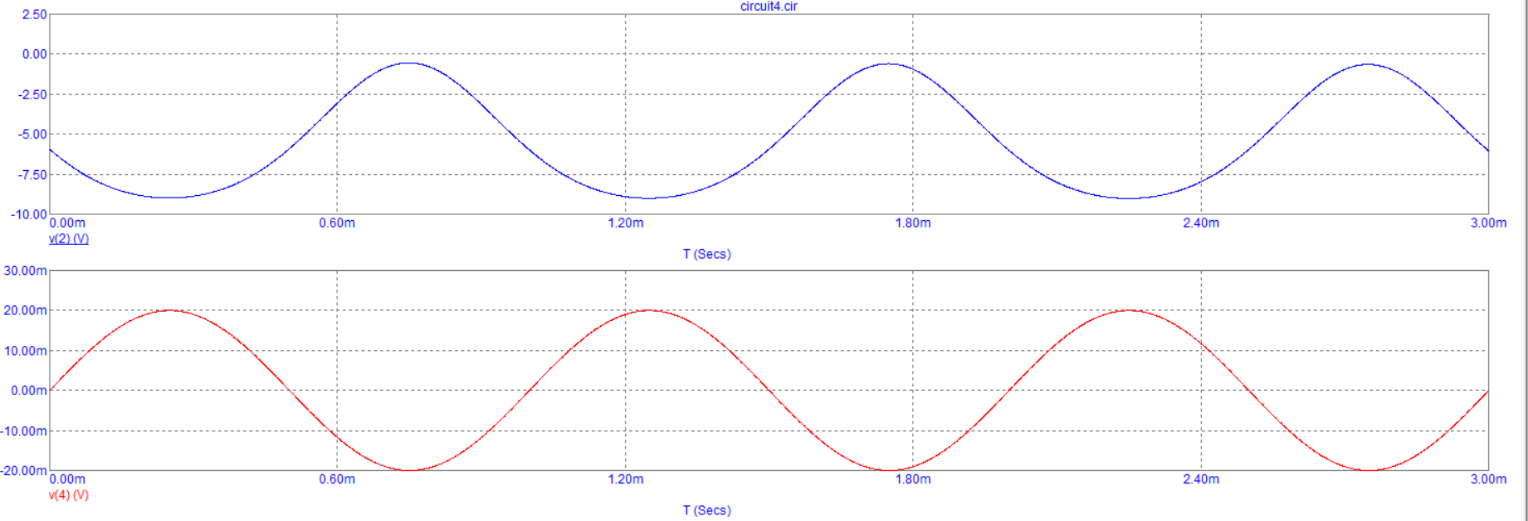 circuit4.cir
2.50
0.00
-2.50
-5.00
-7.50
-10.00
0.00m 0.60m 1.20m 1.80m 2.40m 3.00m
v(2) (V)
T (Secs)
30.00m
20.00m
10.00m
0.00m
-10.00m
-20.00m
0.00m 0.60m 1.20m 1.80m 2.40m 3.00m
v(4) (V)
T (Secs)